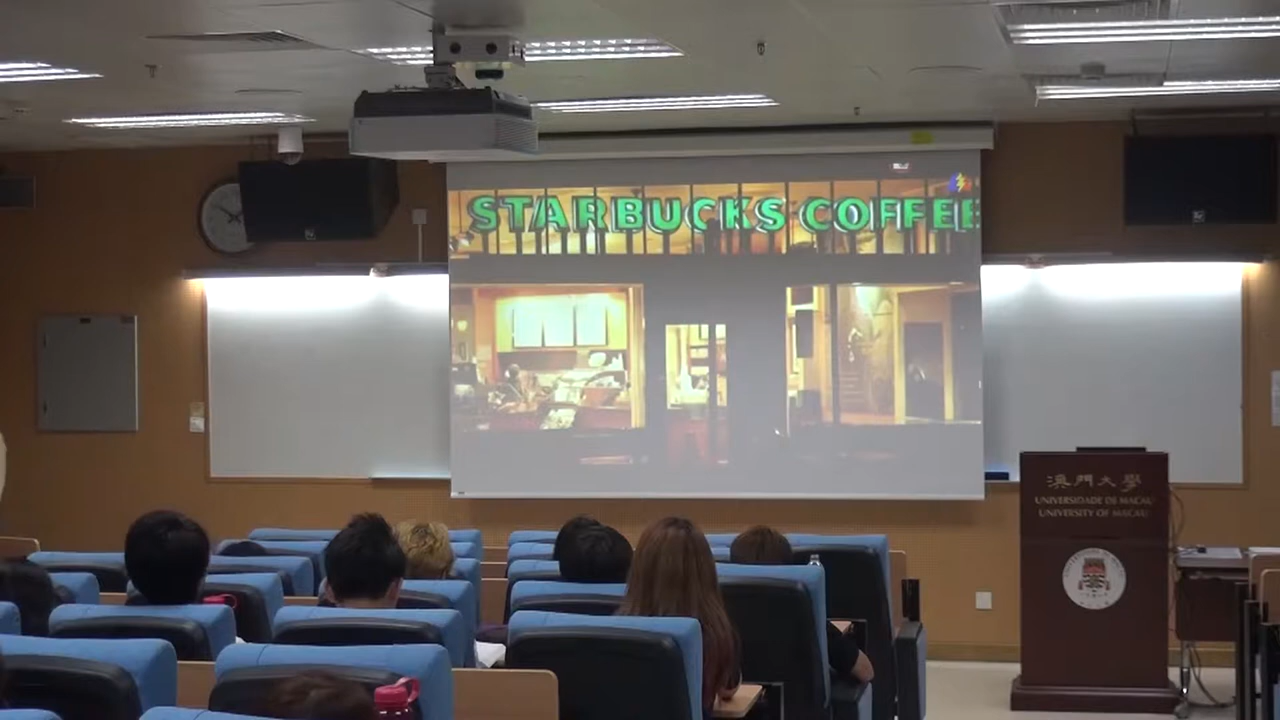 STARBUCKS COFFEE
澳門大學
UNIVERSIDADE DE MACAU
UNIVERSITY OF MACAU